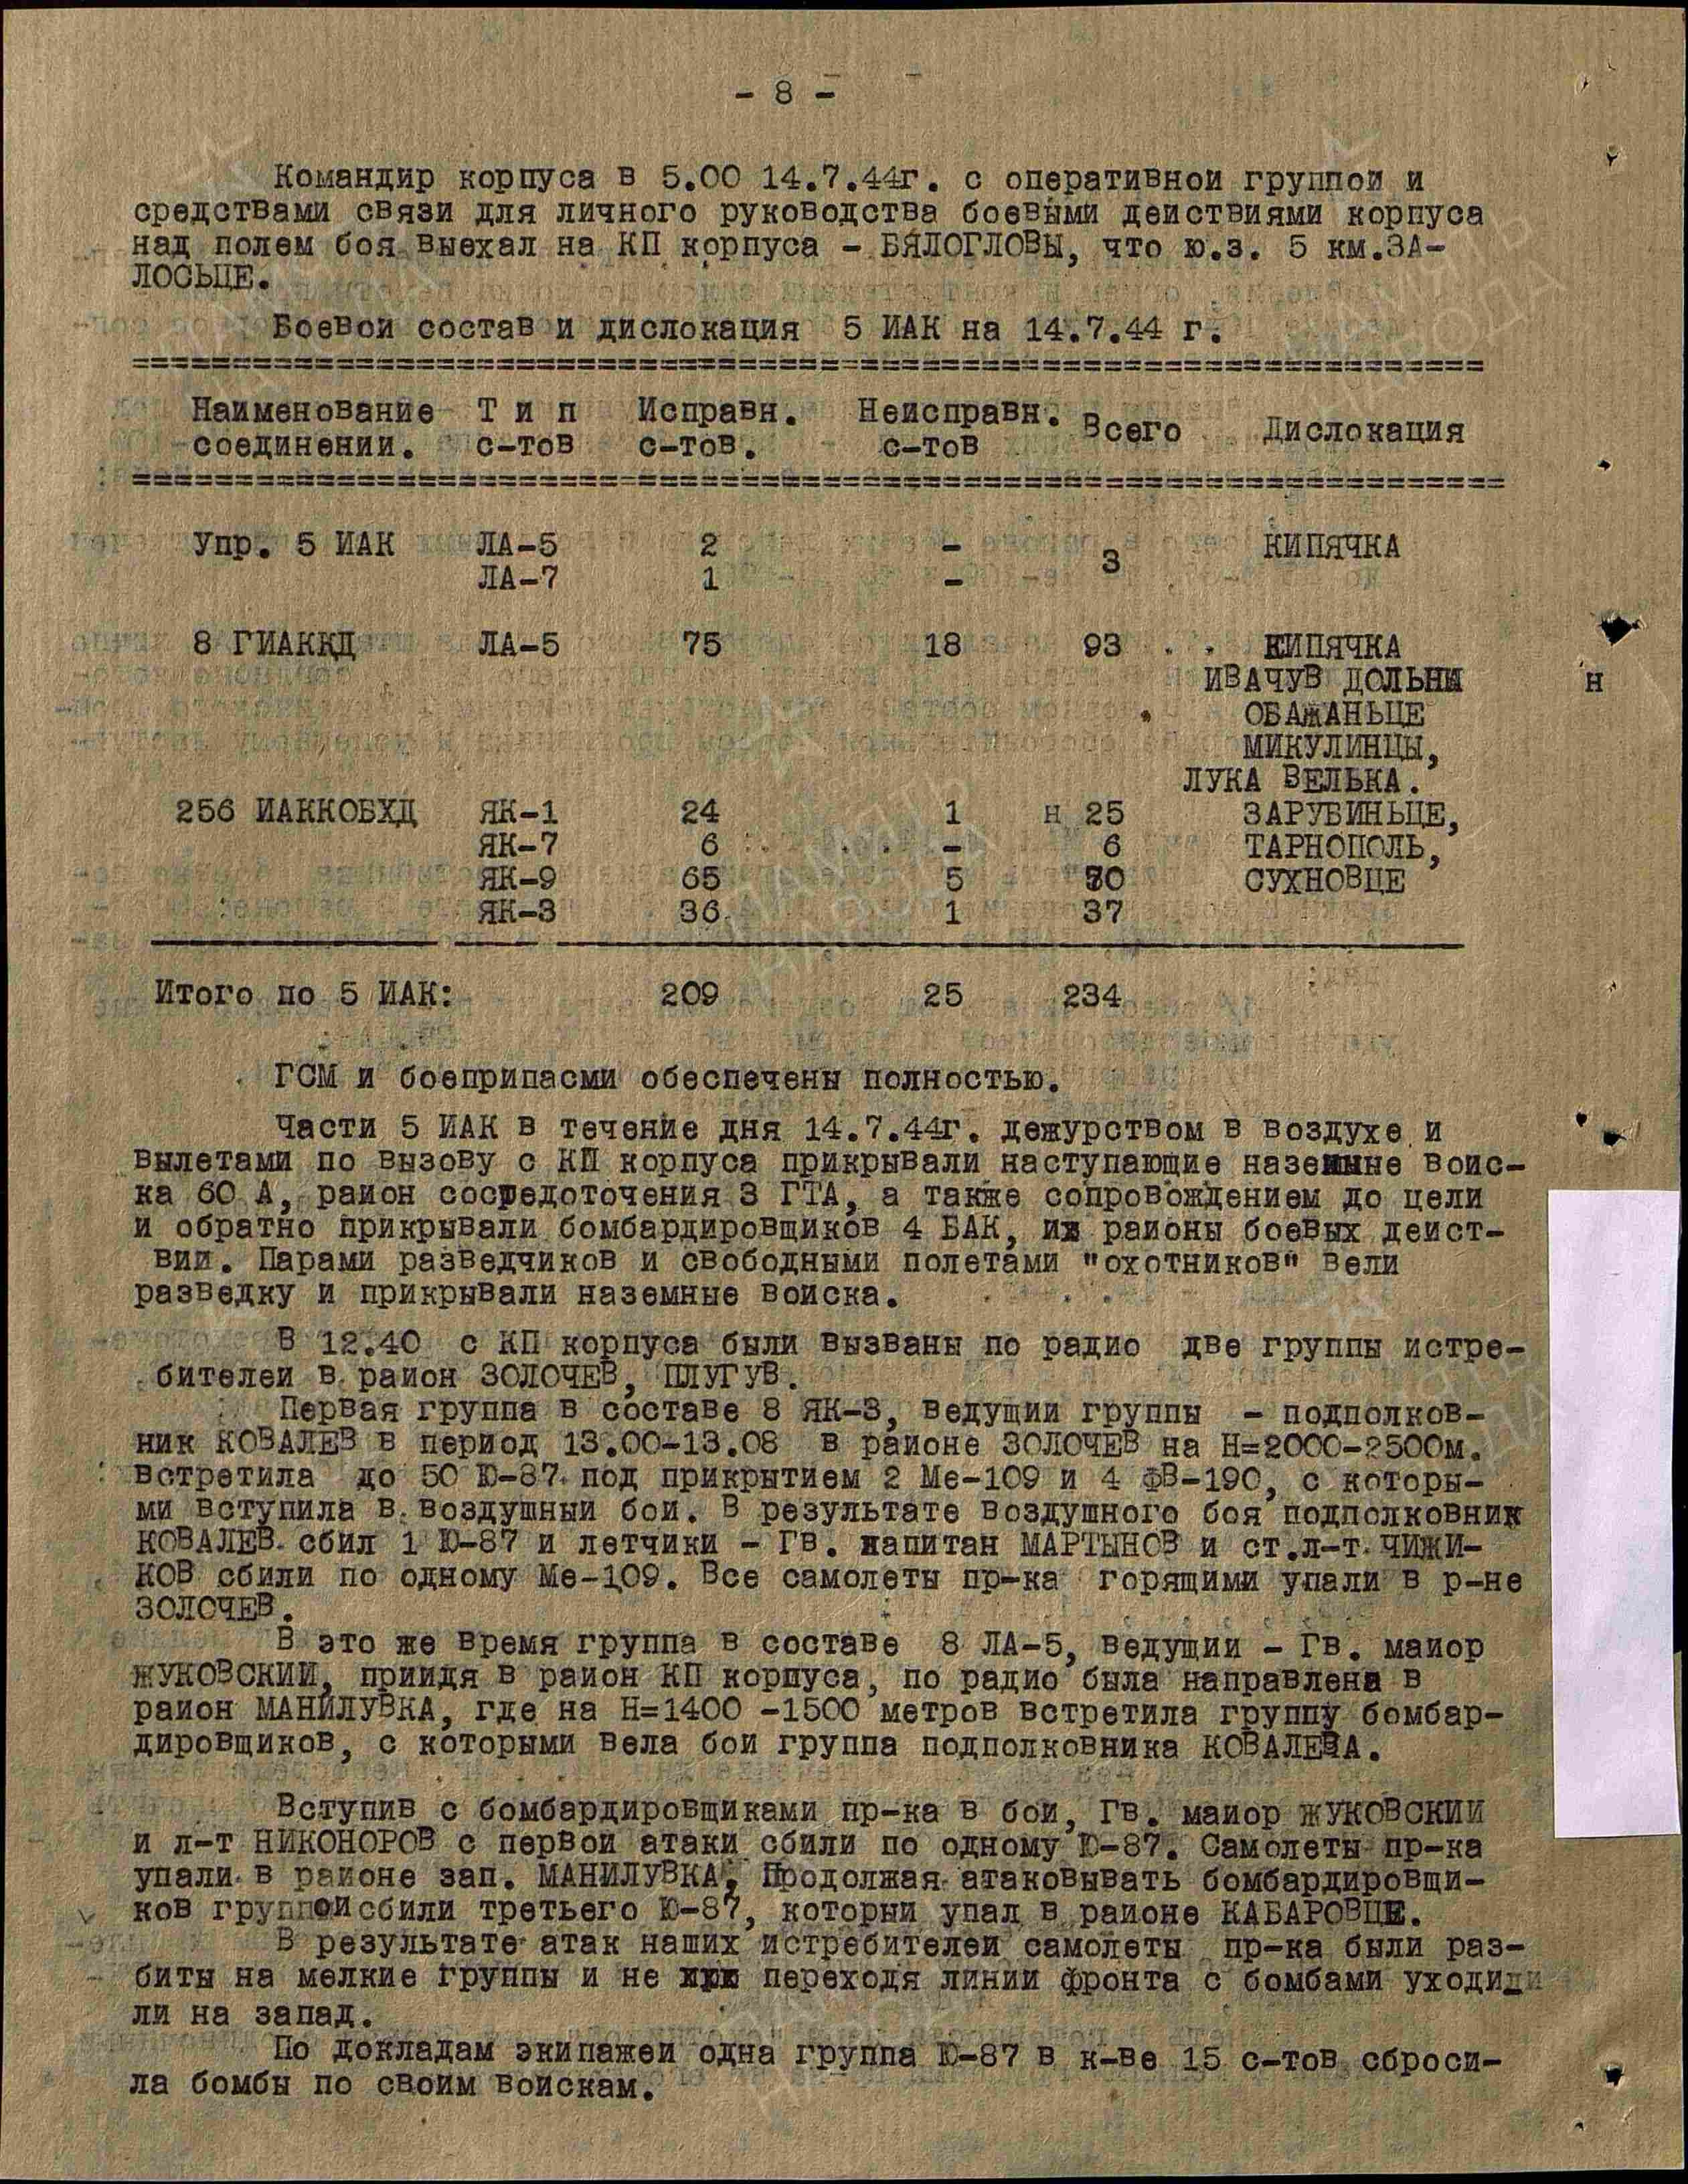 - 8 -
Командир корпуса в 5.00 14.7.44г. с оперативной группой и
средствами связи для личного руководства боевыми действиями корпуса
над полем боя выехал на КП корпуса - БЯЛОГЛОВЫ, что ю.з. 5 км.ЗА-
ЛОСЬЦЕ.
Боевой состав и дислокация 5 ИАК на 14.7.44 г.
Наименование Т и п Исправн. Неисправн. Всего Дислокация
соединений. с-тов с-тов. с-тов
Упр. 5 ИАК ЛА-5 2 - 3 КИПЯЧКА
ЛА-7 1 -
8 ГИАККД ЛА-5 75 18 93 КИПЯЧКА
ИВАЧУВ ДОЛЬНИ н
ОБАЖАНЬЦЕ
МИКУЛИНЦЫ,
ЛУКА ВЕЛЬКА.
256 ИАККОБХД ЯК-1 24 1 н 25 ЗАРУБИНЬЦЕ,
ЯК-7 6 - 6 ТАРНОПОЛЬ,
ЯК-9 65 5 70 СУХНОВЦЕ
ЯК-3 36 1 37
Итого по 5 ИАК: 209 25 234
ГСМ и боеприпасми обеспечены полностью.
Части 5 ИАК в течение дня 14.7.44г. дежурством в воздухе и
вылетами по вызову с КП корпуса прикрывали наступающие наземные войс-
ка 60 А, район сосредоточения 3 ГТА, а также сопровождением до цели
и обратно прикрывали бомбардировщиков 4 БАК, их районы боевых дейст-
вий. Парами разведчиков и свободными полетами "охотников" вели
разведку и прикрывали наземные войска.
В 12.40 с КП корпуса были вызваны по радио две группы истре-
бителей в район ЗОЛОЧЕВ, ПЛУГУВ.
Первая группа в составе 8 ЯК-3, ведущий группы - подполков-
ник КОВАЛЕВ в период 13.00-13.08 в районе ЗОЛОЧЕВ на Н=2000-2500м.
встретила до 50 Ю-87 под прикрытием 2 Ме-109 и 4 ФВ-190, с которы-
ми вступила в воздушный бой. В результате воздушного боя подполковник
КОВАЛЕВ сбил 1 Ю-87 и летчики - Гв. капитан МАРТЫНОВ и ст.л-т ЧИЖИ-
КОВ сбили по одному Ме-109. Все самолеты пр-ка горящими упали в р-не
ЗОЛОЧЕВ.
В это же время группа в составе 8 ЛА-5, ведущий - Гв. майор
ЖУКОВСКИЙ, прийдя в район КП корпуса, по радио была направлена в
район МАНИЛУВКА, где на Н=1400 -1500 метров встретила группу бомбар-
дировщиков, с которыми вела бой группа подполковника КОВАЛЕВА.
Вступив с бомбардировщиками пр-ка в бой, Гв. майор ЖУКОВСКИЙ
и л-т НИКОНОРОВ с первой атаки сбили по одному Ю-87. Самолеты пр-ка
упали в районе зап. МАНИЛУВКА, Продолжая атаковывать бомбардировщи-
ков группой сбили третьего Ю-87, который упал в районе КАБАРОВЦЕ.
В результате атак наших истребителей самолеты пр-ка были раз-
биты на мелкие группы и не переходя линии фронта с бомбами уходили
ли на запад.
По докладам экипажей одна группа Ю-87 в к-ве 15 с-тов сброси-
ла бомбы по своим войскам.